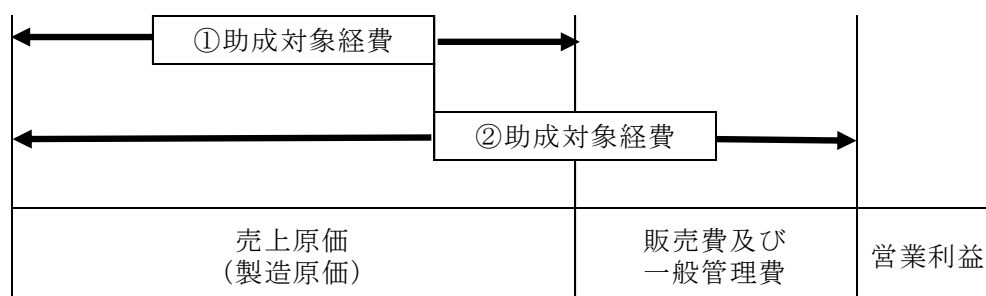 ①助成対象経費
②助成対象経費
売上原価
(製造原価)
販売費及び
一般管理費
営業利益